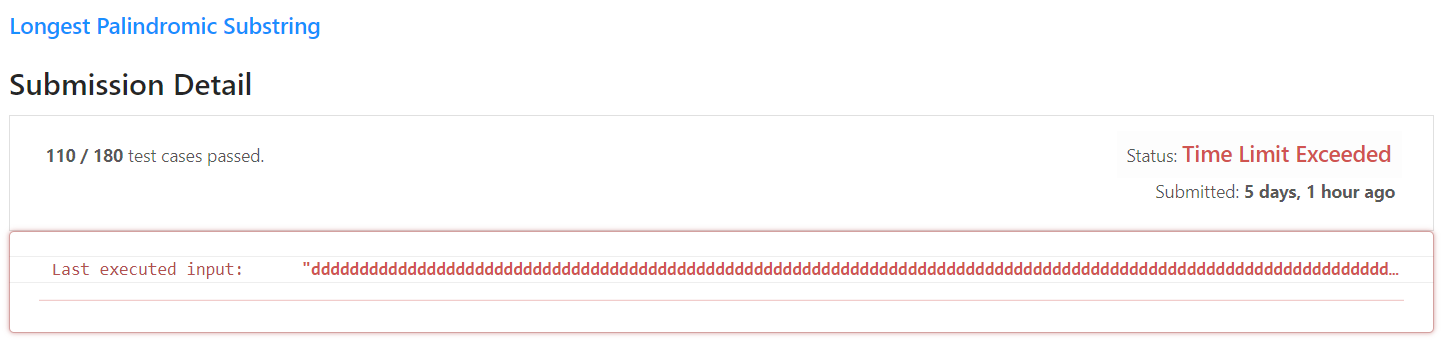 Longest Palindromic Substring
Submission Detail
110 / 180 test cases passed.
Status: Time Limit Exceeded
Submitted: 5 days, 1 hour ago
Last executed input: "dddddddddddddddddddddddddddddddddddddddddddddddddddddddddddddddddddddddddddddddddddddddddddddddddddddddddddddddddd...